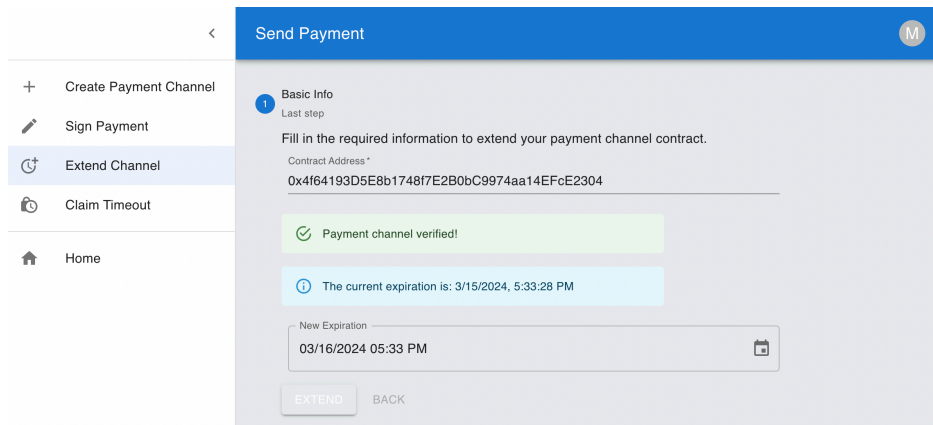 Send Payment
M
Create Payment Channel
Sign Payment
Extend Channel
Claim Timeout
Home
1
Basic Info
Last step
Fill in the required information to extend your payment channel contract.
Contract Address *
0x4f64193D5E8b1748f7E2B0bC9974aa14EFcE2304
Payment channel verified!
The current expiration is: 3/15/2024, 5:33:28 PM
New Expiration
03/16/2024 05:33 PM
EXTEND
BACK